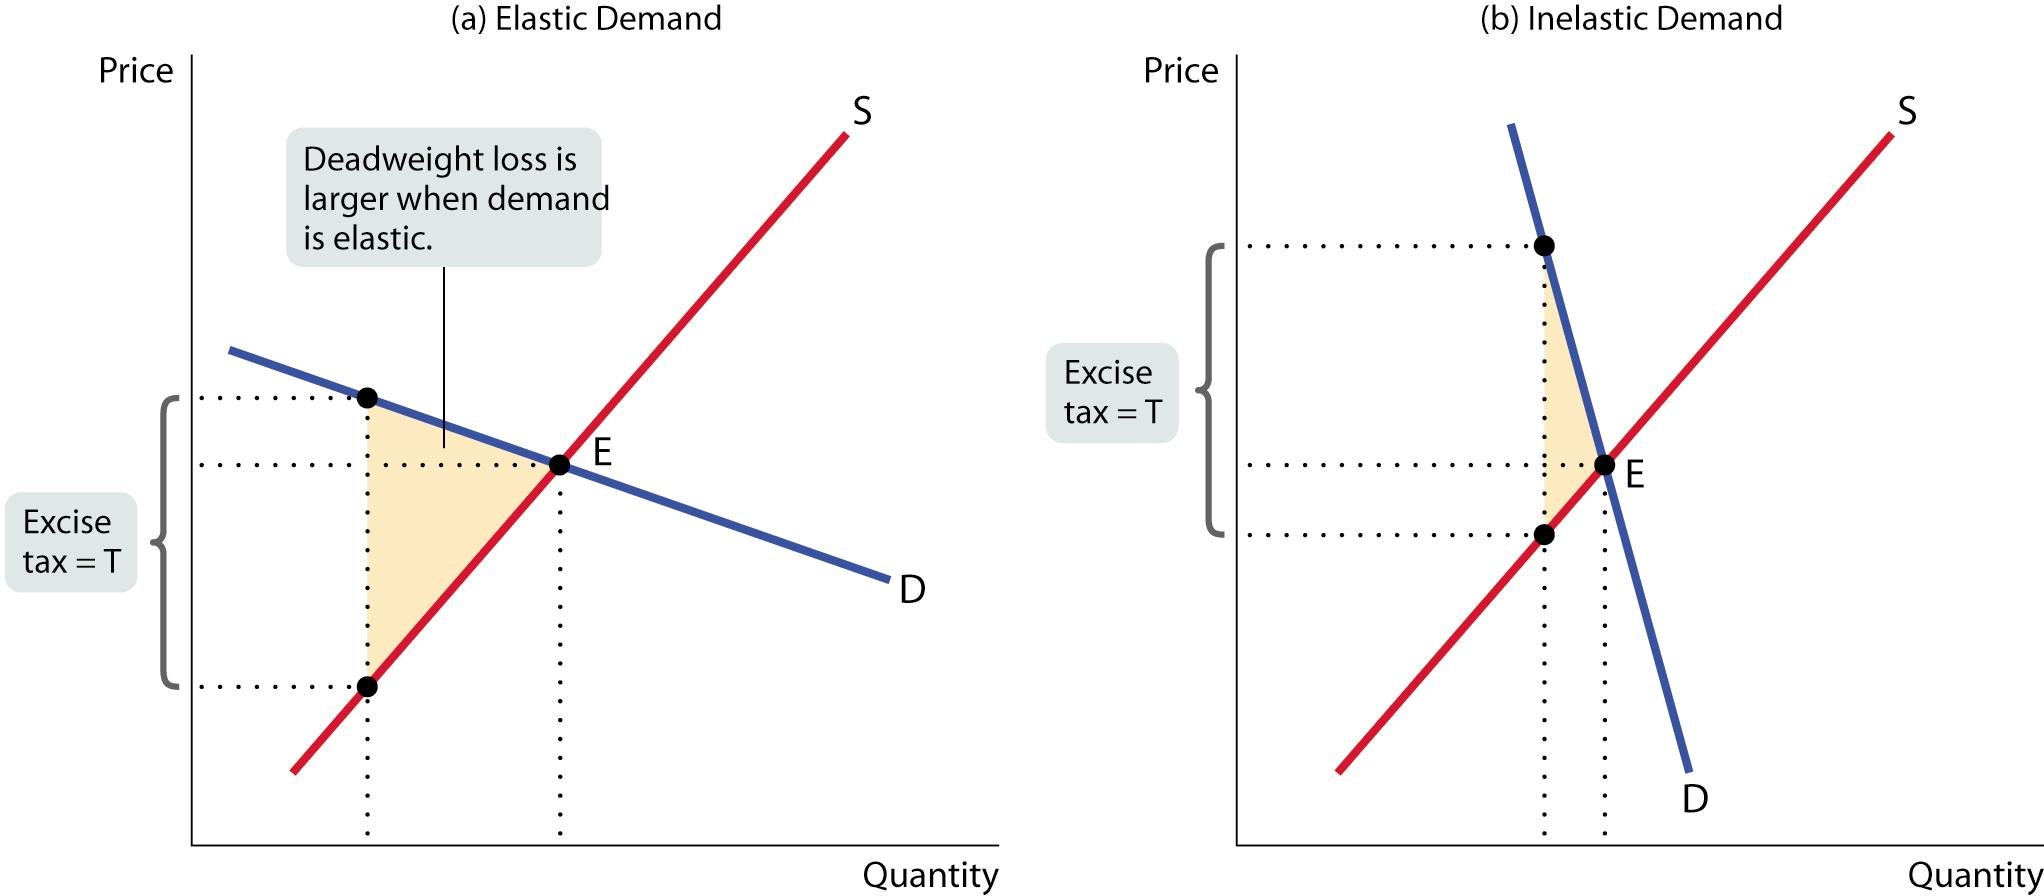 (a) Elastic Demand
Price
S
Deadweight loss is
larger when demand
is elastic.
E
Excise
tax = T
D
Quantity
(b) Inelastic Demand
Price
S
Excise
tax = T
E
D
Quantity